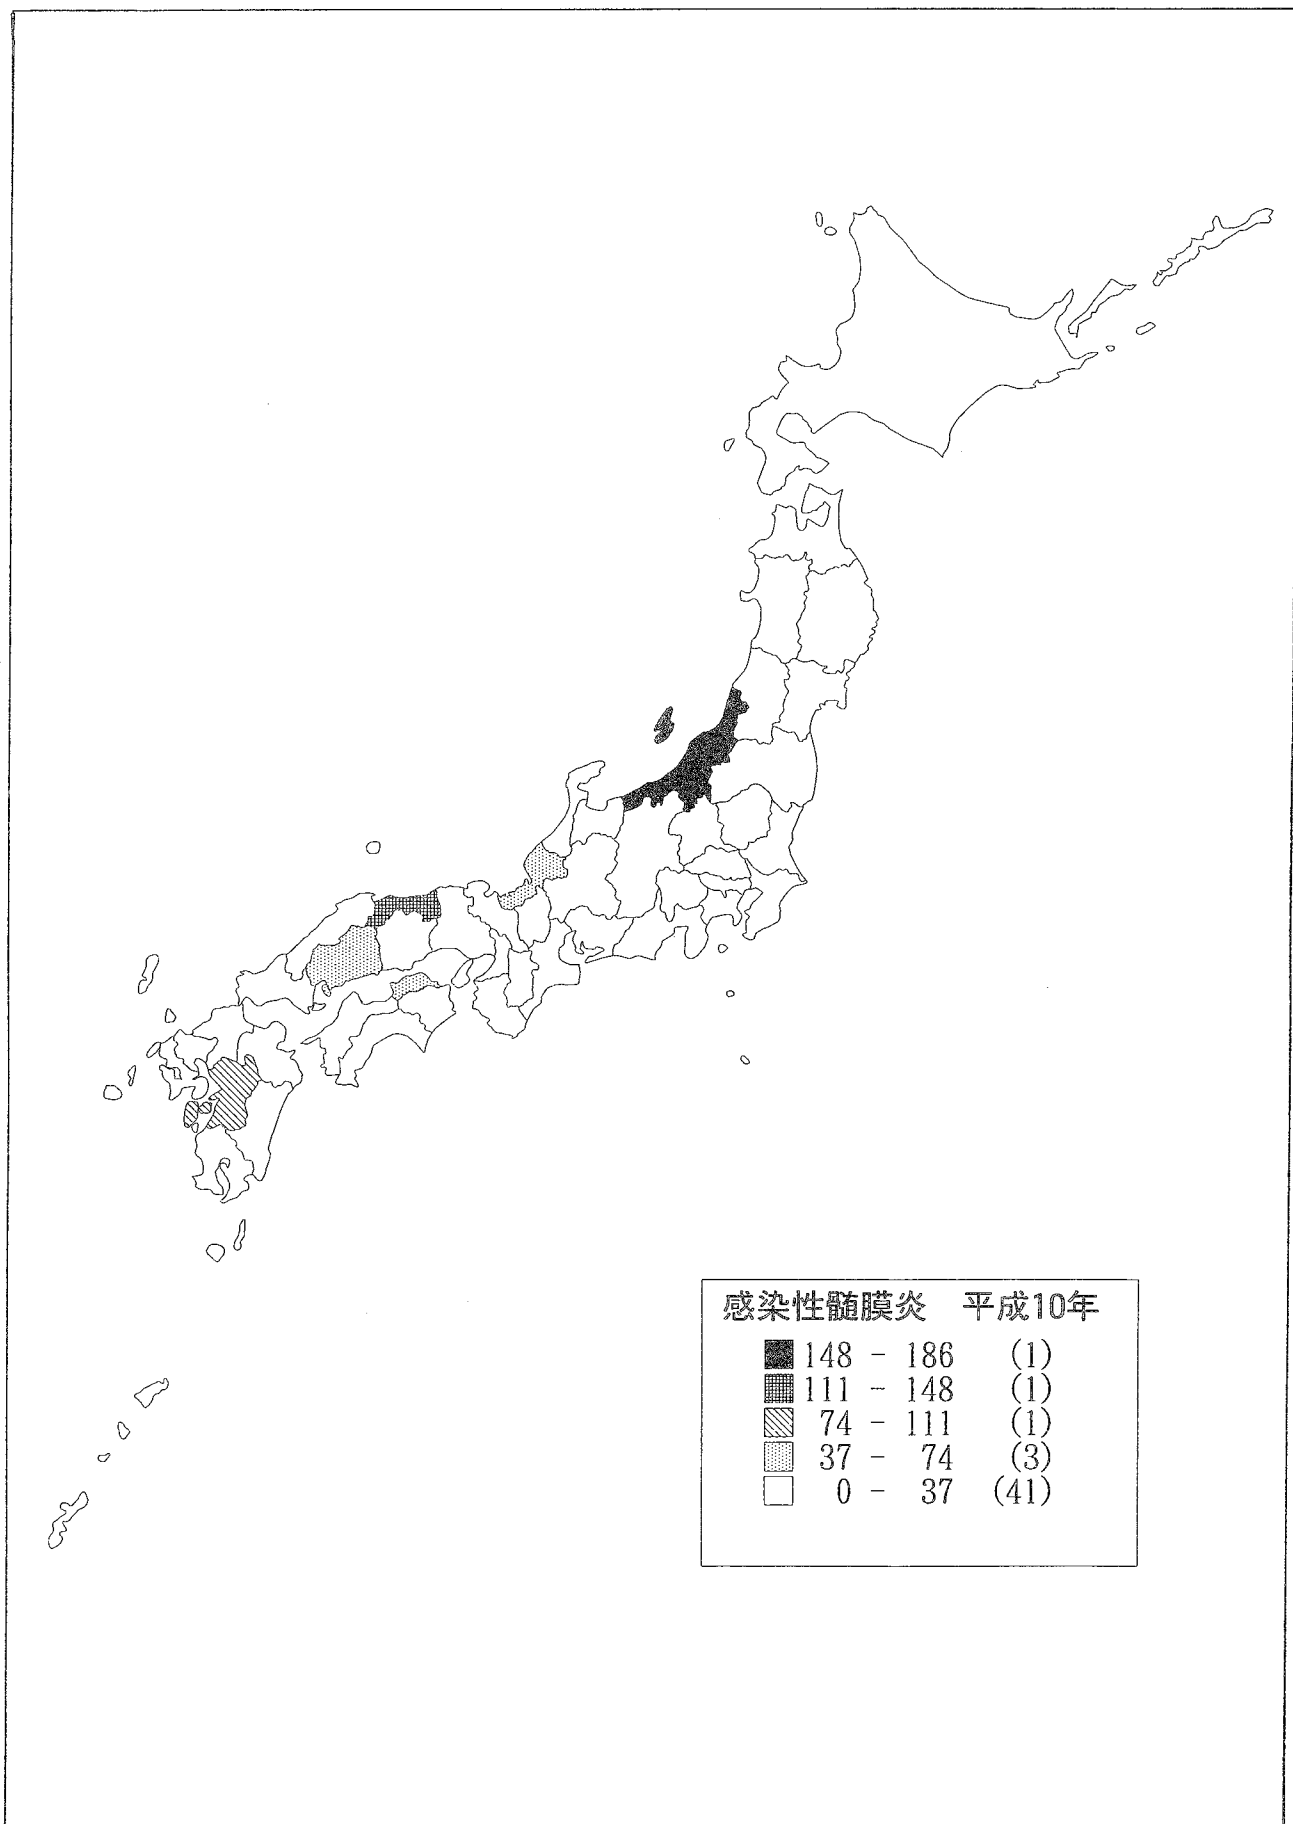 感染性髄膜炎 平成10年
148 - 186 (1)
111 - 148 (1)
74 - 111 (1)
37 - 74 (3)
0 - 37 (41)